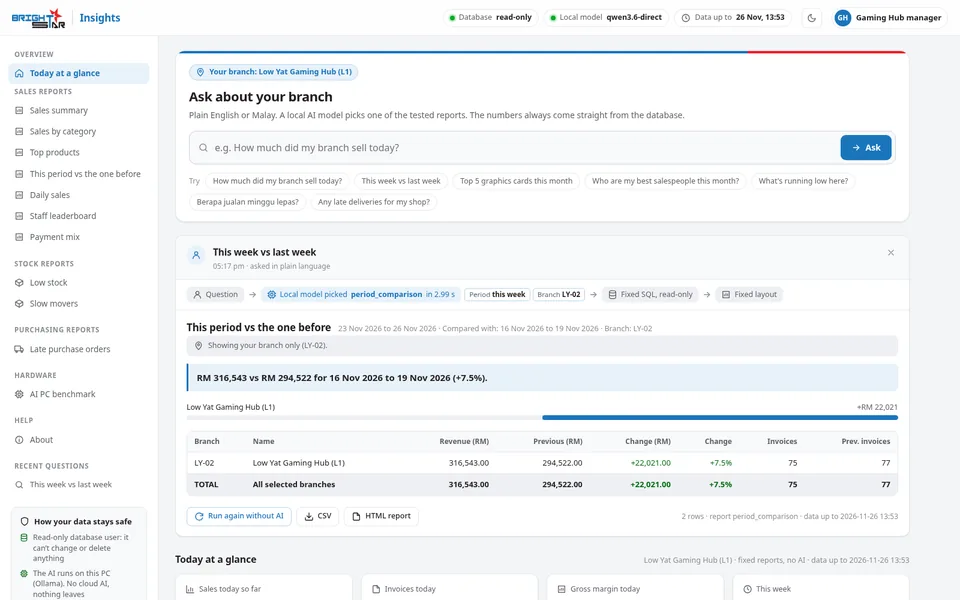 BRIGHT STAR
Insights
Database read-only
Local model qwen3.6-direct
Data up to 26 Nov, 13:53
GH Gaming Hub manager
OVERVIEW
Today at a glance
SALES REPORTS
Sales summary
Sales by category
Top products
This period vs the one before
Daily sales
Staff leaderboard
Payment mix
STOCK REPORTS
Low stock
Slow movers
PURCHASING REPORTS
Late purchase orders
HARDWARE
AI PC benchmark
HELP
About
RECENT QUESTIONS
This week vs last week
How your data stays safe
Read-only database user: it
can't change or delete
anything
The AI runs on this PC
(Ollama). No cloud AI,
nothing leaves
Your branch: Low Yat Gaming Hub (L1)
Ask about your branch
Plain English or Malay. A local AI model picks one of the tested reports. The numbers always come straight from the database.
e.g. How much did my branch sell today?
Ask
Try How much did my branch sell today? This week vs last week Top 5 graphics cards this month Who are my best salespeople this month? What's running low here?
Berapa jualan minggu lepas? Any late deliveries for my shop?
This week vs last week
05:17 pm · asked in plain language
Question → Local model picked period_comparison in 2.99 s Period this week Branch LY-02 → Fixed SQL, read-only → Fixed layout
This period vs the one before 23 Nov 2026 to 26 Nov 2026 · Compared with: 16 Nov 2026 to 19 Nov 2026 · Branch: LY-02
Showing your branch only (LY-02).
RM 316,543 vs RM 294,522 for 16 Nov 2026 to 19 Nov 2026 (+7.5%).
Low Yat Gaming Hub (L1) +RM 22,021
Branch Name Revenue (RM) Previous (RM) Change (RM) Change Invoices Prev. invoices
LY-02 Low Yat Gaming Hub (L1) 316,543.00 294,522.00 +22,021.00 +7.5% 75 77
TOTAL All selected branches 316,543.00 294,522.00 +22,021.00 +7.5% 75 77
Run again without AI CSV HTML report 2 rows · report period_comparison · data up to 2026-11-26 13:53
Today at a glance Low Yat Gaming Hub (L1) · fixed reports, no AI · data up to 2026-11-26 13:53
Sales today so far Invoices today Gross margin today This week